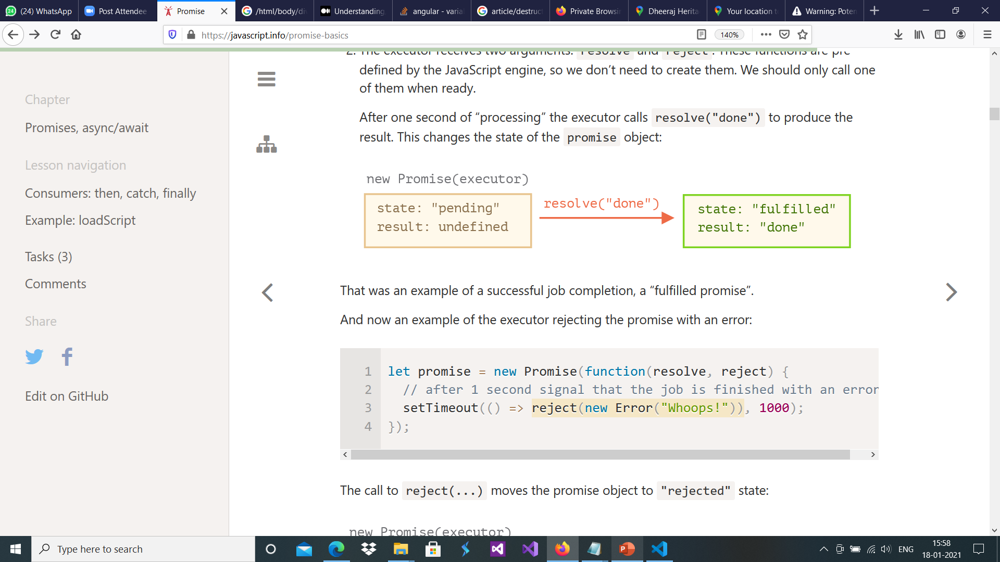 24 (24) WhatsApp
Post Attendee
Promise
/html/body/di
Understanding
angular - varia
article/destruct
Private Browsi
Dheeraj Herita
Your location t
Warning: Poten
https://javascript.info/promise-basics
140%
Chapter
Promises, async/await
Lesson navigation
Consumers: then, catch, finally
Example: loadScript
Tasks (3)
Comments
Share
Edit on GitHub
2. The executor receives two arguments: resolve and reject. These functions are pre-
defined by the JavaScript engine, so we don’t need to create them. We should only call one
of them when ready.
After one second of “processing” the executor calls resolve("done") to produce the
result. This changes the state of the promise object:
new Promise(executor)
state: "pending"
result: undefined
resolve("done")
state: "fulfilled"
result: "done"
That was an example of a successful job completion, a “fulfilled promise”.
And now an example of the executor rejecting the promise with an error:
1 let promise = new Promise(function(resolve, reject) {
2 // after 1 second signal that the job is finished with an error
3 setTimeout(() => reject(new Error("Whoops!")), 1000);
4 });
The call to reject(...) moves the promise object to "rejected" state:
new Promise(executor)
Type here to search
ENG
15:58
18-01-2021